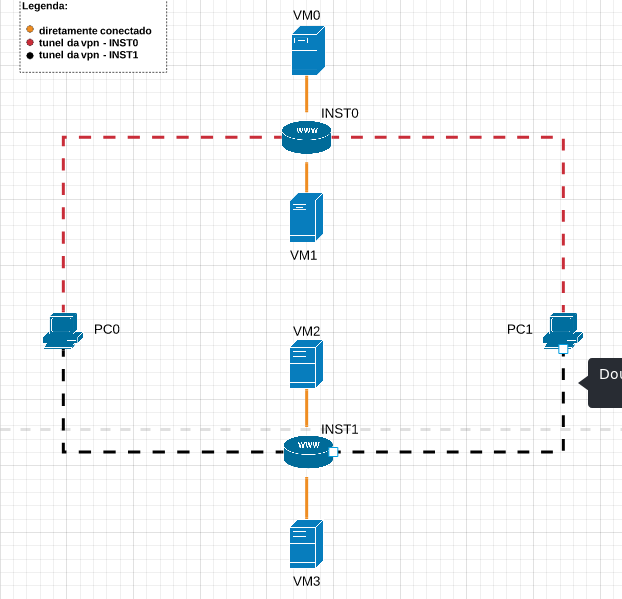 Legenda:
diretamente conectado
tunel da vpn - INST0
tunel da vpn - INST1
VM0
INST0
www
VM1
PC0
PC1
VM2
Dou
INST1
www
VM3